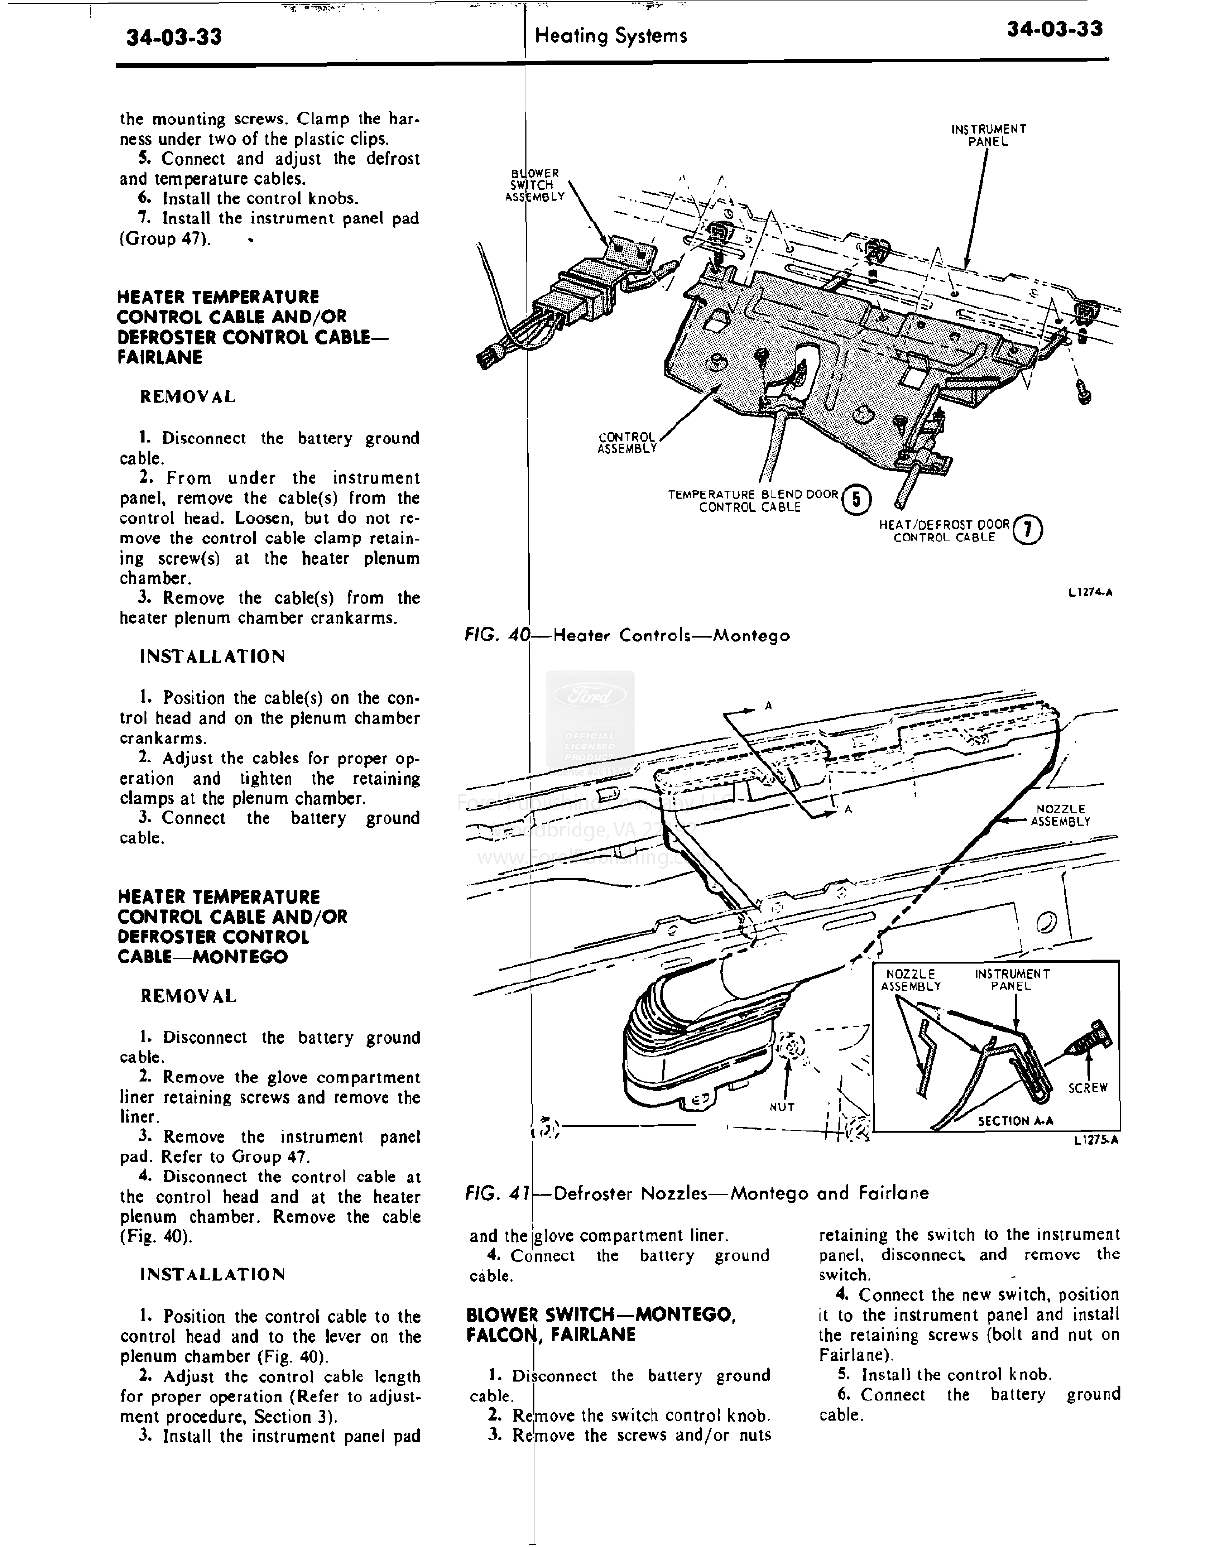 34-03-33
Heating Systems
34-03-33
the mounting screws. Clamp the har-
ness under two of the plastic clips.
5. Connect and adjust the defrost
and temperature cables.
6. Install the control knobs.
7. Install the instrument panel pad
(Group 47).
HEATER TEMPERATURE
CONTROL CABLE AND/OR
DEFROSTER CONTROL CABLE—
FAIRLANE
REMOVAL
1. Disconnect the battery ground
cable.
2. From under the instrument
panel, remove the cable(s) from the
control head. Loosen, but do not re-
move the control cable clamp retain-
ing screw(s) at the heater plenum
chamber.
3. Remove the cable(s) from the
heater plenum chamber crankarms.
INSTALLATION
1. Position the cable(s) on the con-
trol head and on the plenum chamber
crankarms.
2. Adjust the cables for proper op-
eration and tighten the retaining
clamps at the plenum chamber.
3. Connect the battery ground
cable.
HEATER TEMPERATURE
CONTROL CABLE AND/OR
DEFROSTER CONTROL
CABLE—MONTEGO
REMOVAL
1. Disconnect the battery ground
cable.
2. Remove the glove compartment
liner retaining screws and remove the
liner.
3. Remove the instrument panel
pad. Refer to Group 47.
4. Disconnect the control cable at
the control head and at the heater
plenum chamber. Remove the cable
(Fig. 40).
INSTALLATION
1. Position the control cable to the
control head and to the lever on the
plenum chamber (Fig. 40).
2. Adjust the control cable length
for proper operation (Refer to adjust-
ment procedure, Section 3).
3. Install the instrument panel pad
INSTRUMENT
PANEL
BLOWER
SWITCH
ASSEMBLY
CONTROL
ASSEMBLY
TEMPERATURE BLEND DOOR
CONTROL CABLE
5
HEAT/DEFROST DOOR
CONTROL CABLE
7
L1274-A
FIG. 40—Heater Controls—Montego
Ford
OFFICIAL
LICENSED
A
A
NOZZLE
ASSEMBLY
www.ForelPublishing.com
NUT
NOZZLE
ASSEMBLY
INSTRUMENT
PANEL
SCREW
SECTION A-A
L1275-A
FIG. 41—Defroster Nozzles—Montego and Fairlane
and the glove compartment liner.
4. Connect the battery ground
cable.
BLOWER SWITCH—MONTEGO,
FALCON, FAIRLANE
1. Disconnect the battery ground
cable.
2. Remove the switch control knob.
3. Remove the screws and/or nuts
retaining the switch to the instrument
panel, disconnect and remove the
switch.
4. Connect the new switch, position
it to the instrument panel and install
the retaining screws (bolt and nut on
Fairlane).
5. Install the control knob.
6. Connect the battery ground
cable.